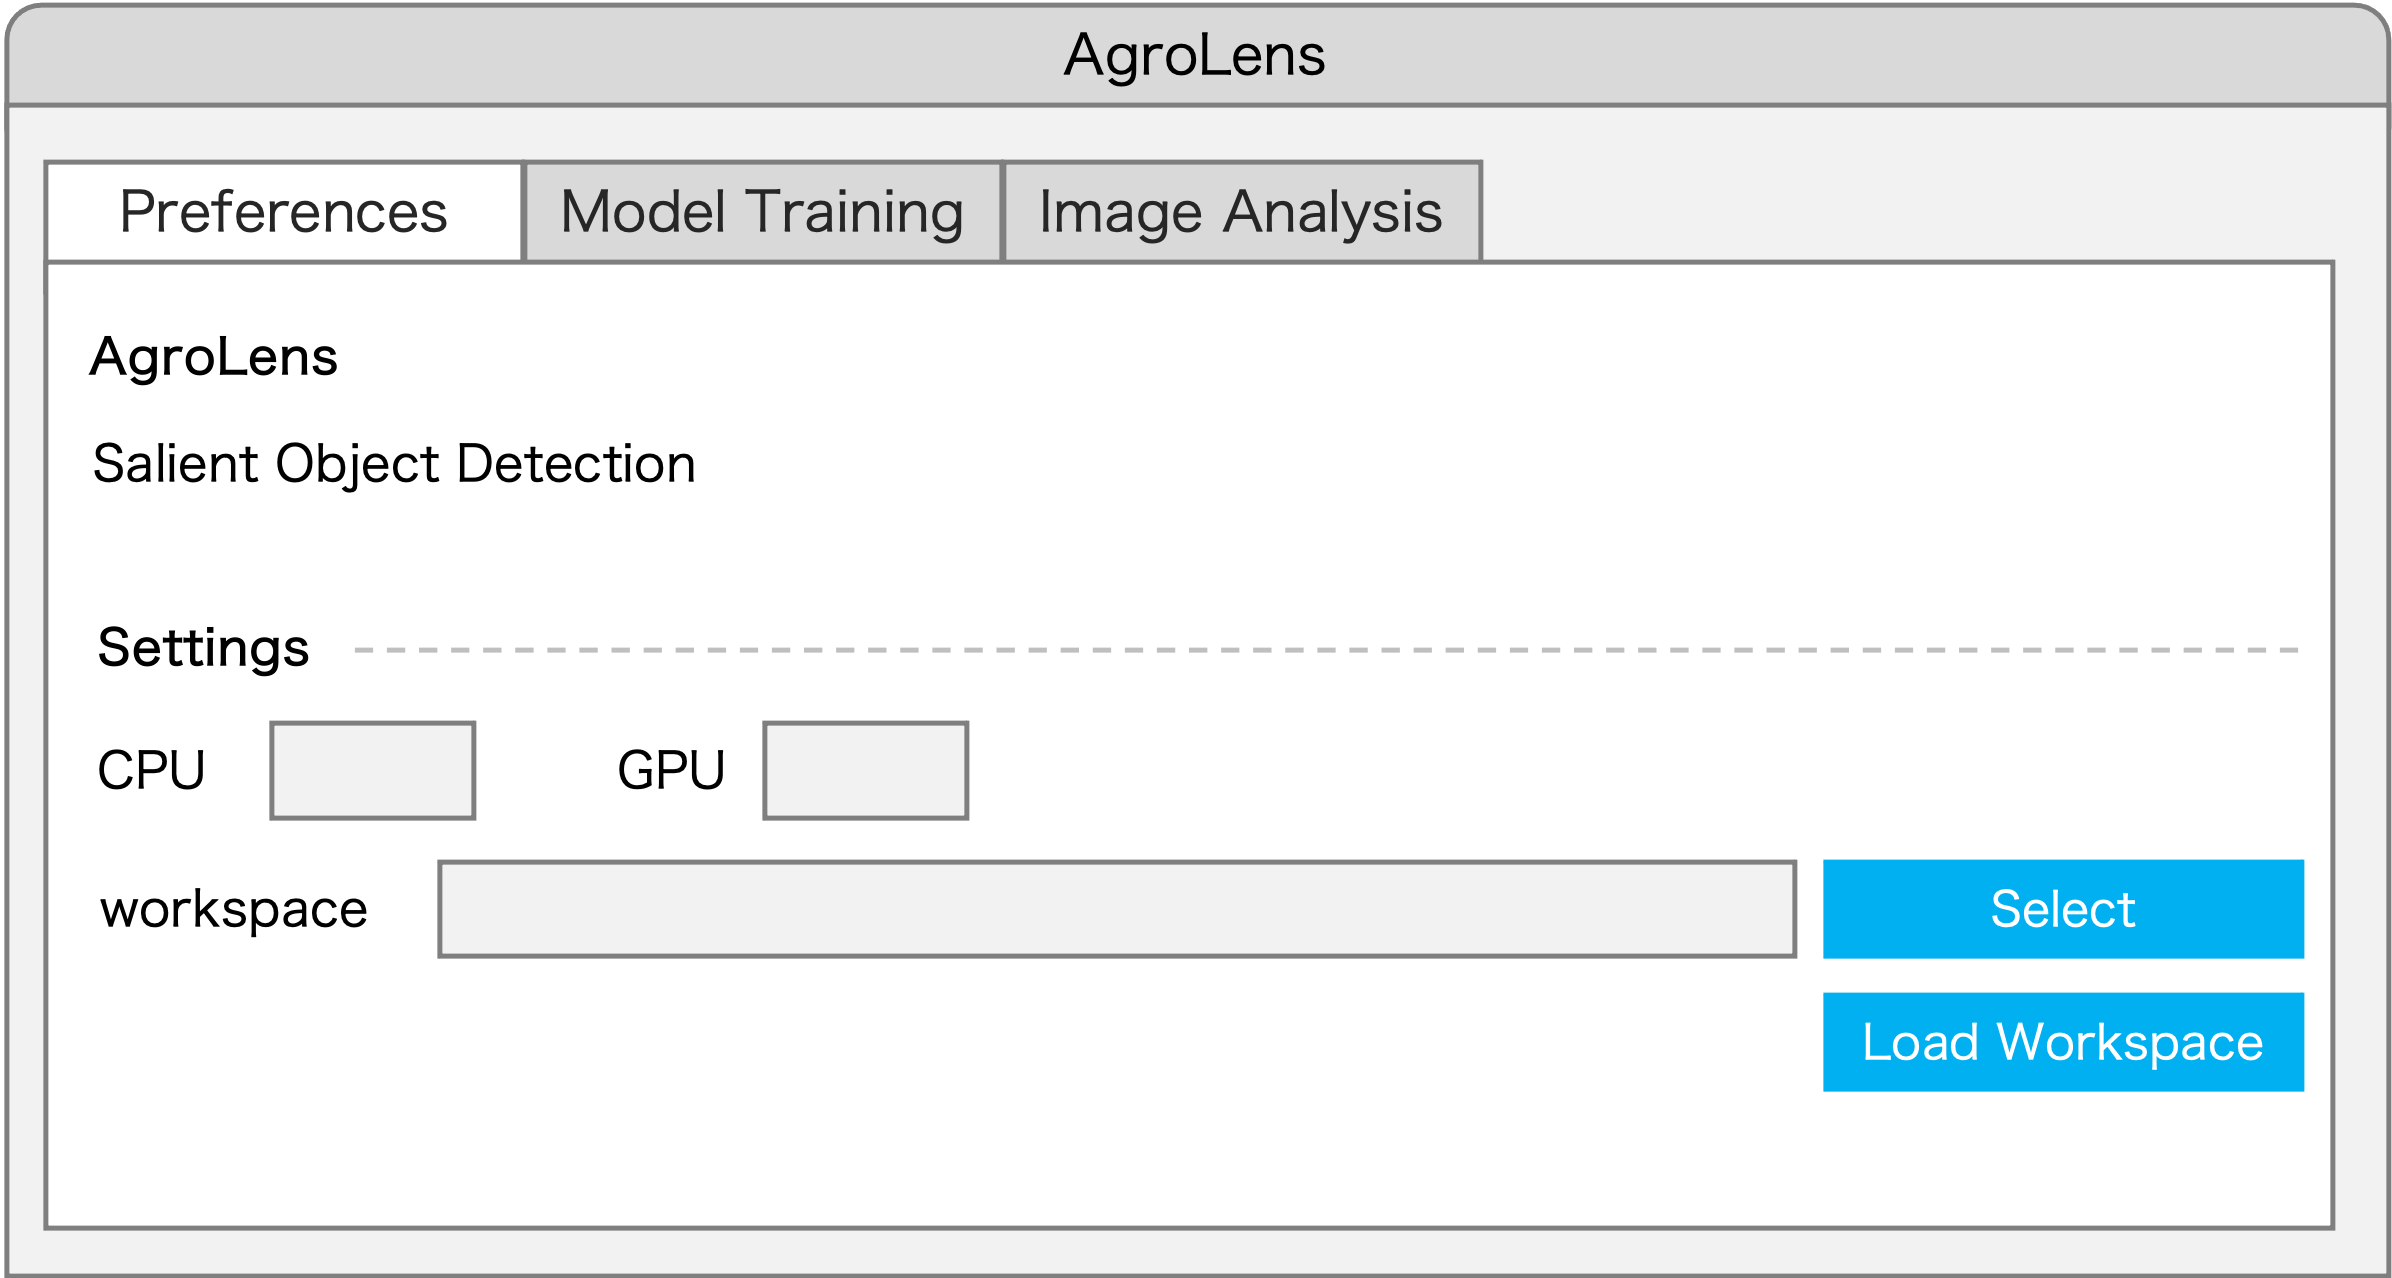 AgroLens
Preferences Model Training Image Analysis
AgroLens
Salient Object Detection
Settings
CPU GPU
workspace Select
Load Workspace